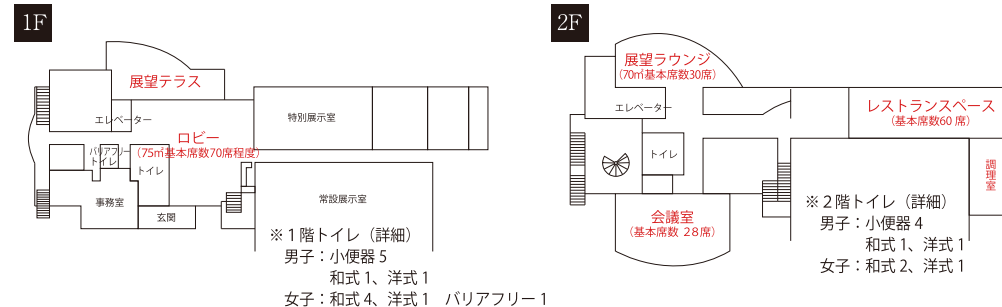 1F
展望テラス
エレベーター
ロビー
(75㎡基本席数70席程度)
バリアフリー
トイレ
トイレ
事務室
玄関
特別展示室
常設展示室
※1階トイレ（詳細）
男子：小便器 5
和式 1、洋式 1
女子：和式 4、洋式 1　バリアフリー 1
2F
展望ラウンジ
(70㎡基本席数30席)
エレベーター
トイレ
会議室
(基本席数 28席)
レストランスペース
(基本席数60 席)
調理室
※2階トイレ（詳細）
男子：小便器 4
和式 1、洋式 1
女子：和式 2、洋式 1